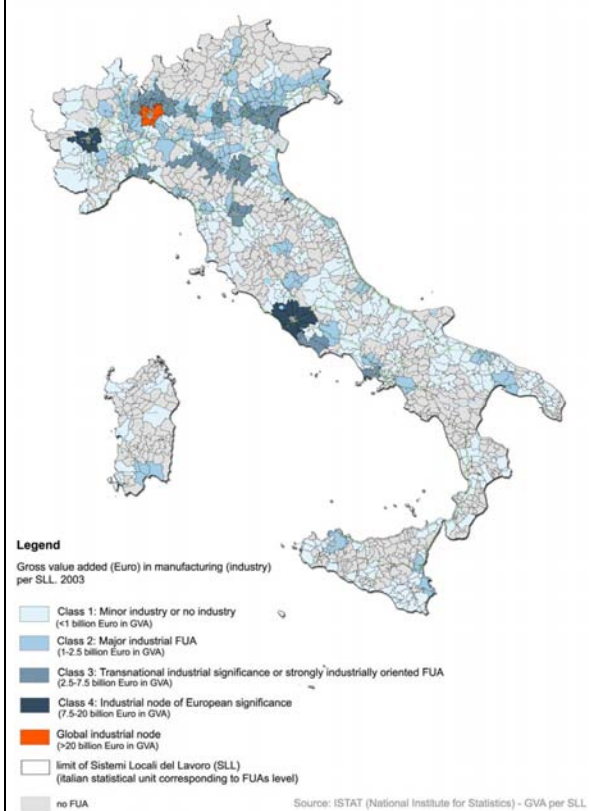 Legend
Gross value added (Euro) in manufacturing (industry)
per SLL. 2003
Class 1: Minor industry or no industry
(<1 billion Euro in GVA)
Class 2: Major industrial FUA
(1-2.5 billion Euro in GVA)
Class 3: Transnational industrial significance or strongly industrially oriented FUA
(2.5-7.5 billion Euro in GVA)
Class 4: Industrial node of European significance
(7.5-20 billion Euro in GVA)
Global industrial node
(>20 billion Euro in GVA)
limit of Sistemi Locali del Lavoro (SLL)
(italian statistical unit corresponding to FUAs level)
no FUA
Source: ISTAT (National Institute for Statistics) - GVA per SLL